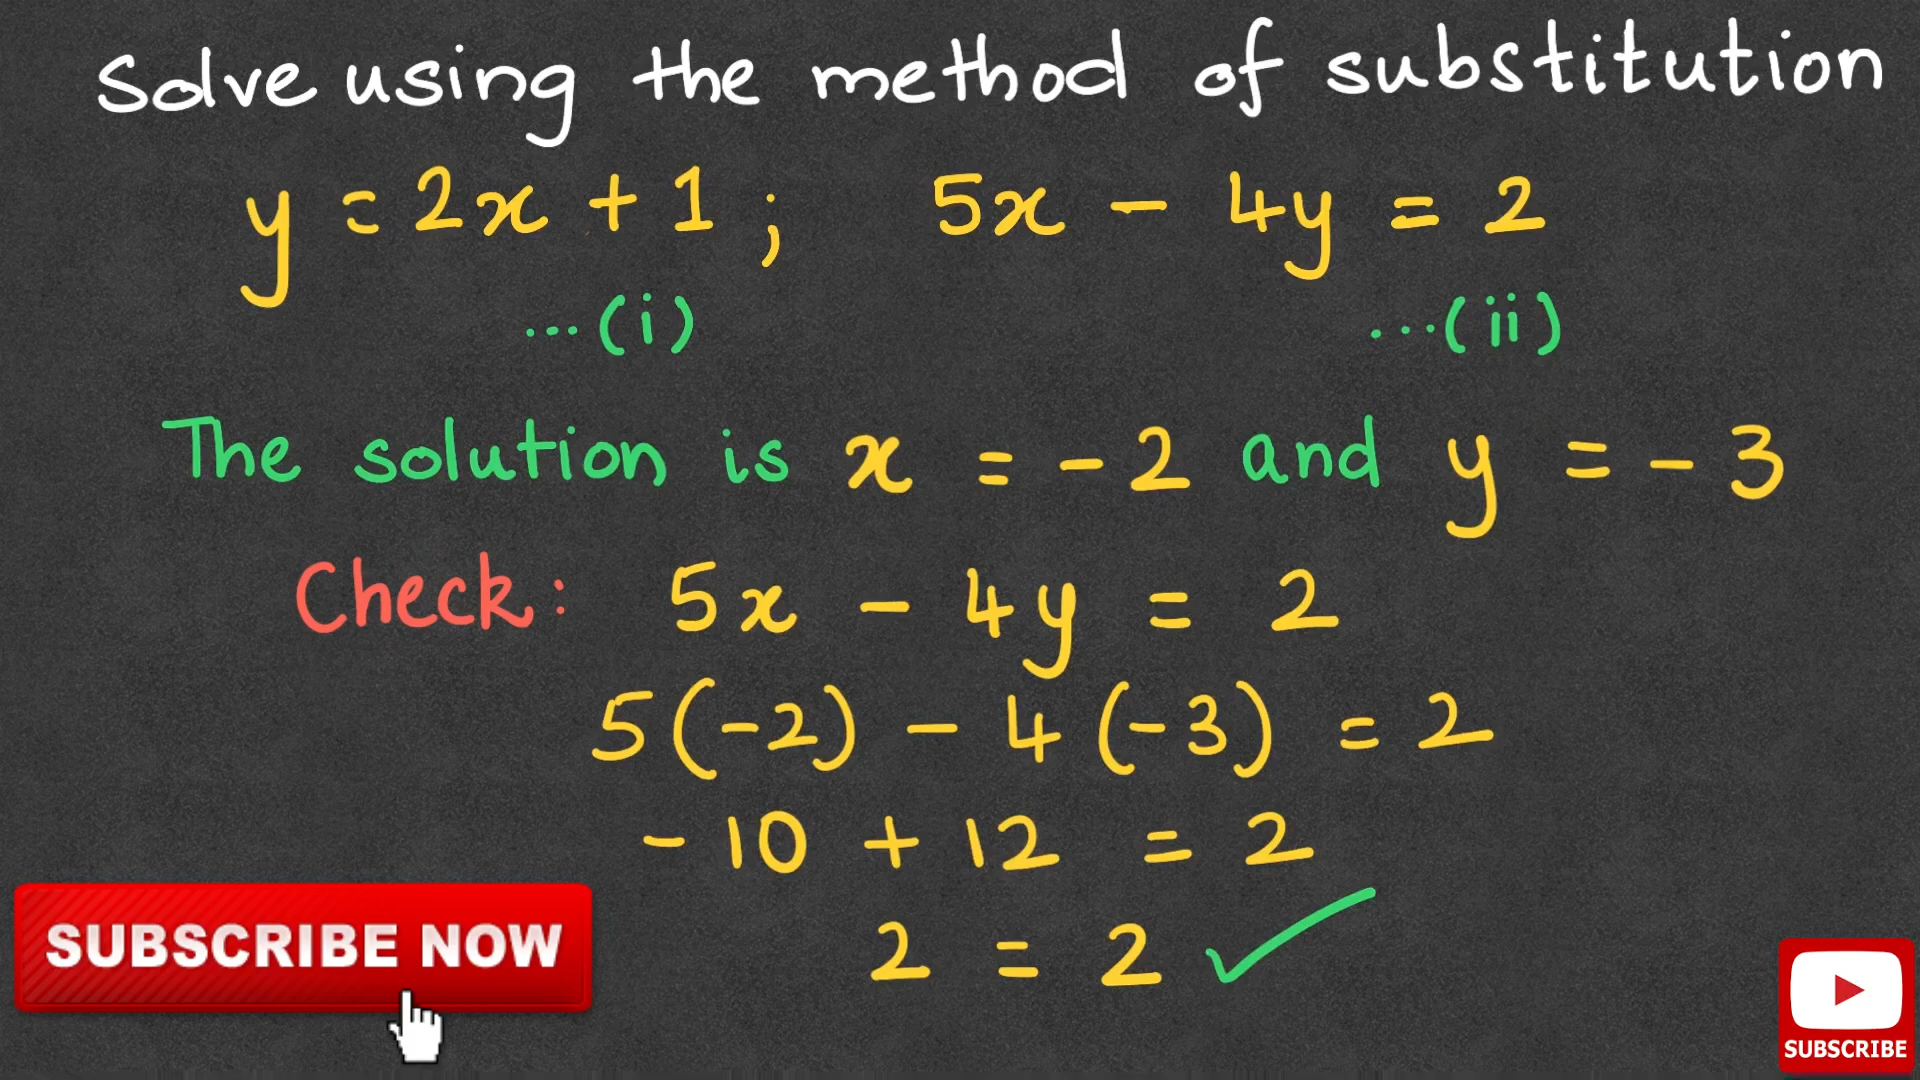 Solve using the method of substitution
y = 2x + 1 ; 5x - 4y = 2
...(i) ...(ii)
The solution is x = -2 and y = -3
Check: 5x - 4y = 2
5(-2) - 4(-3) = 2
-10 + 12 = 2
2 = 2 ✓
SUBSCRIBE NOW
SUBSCRIBE